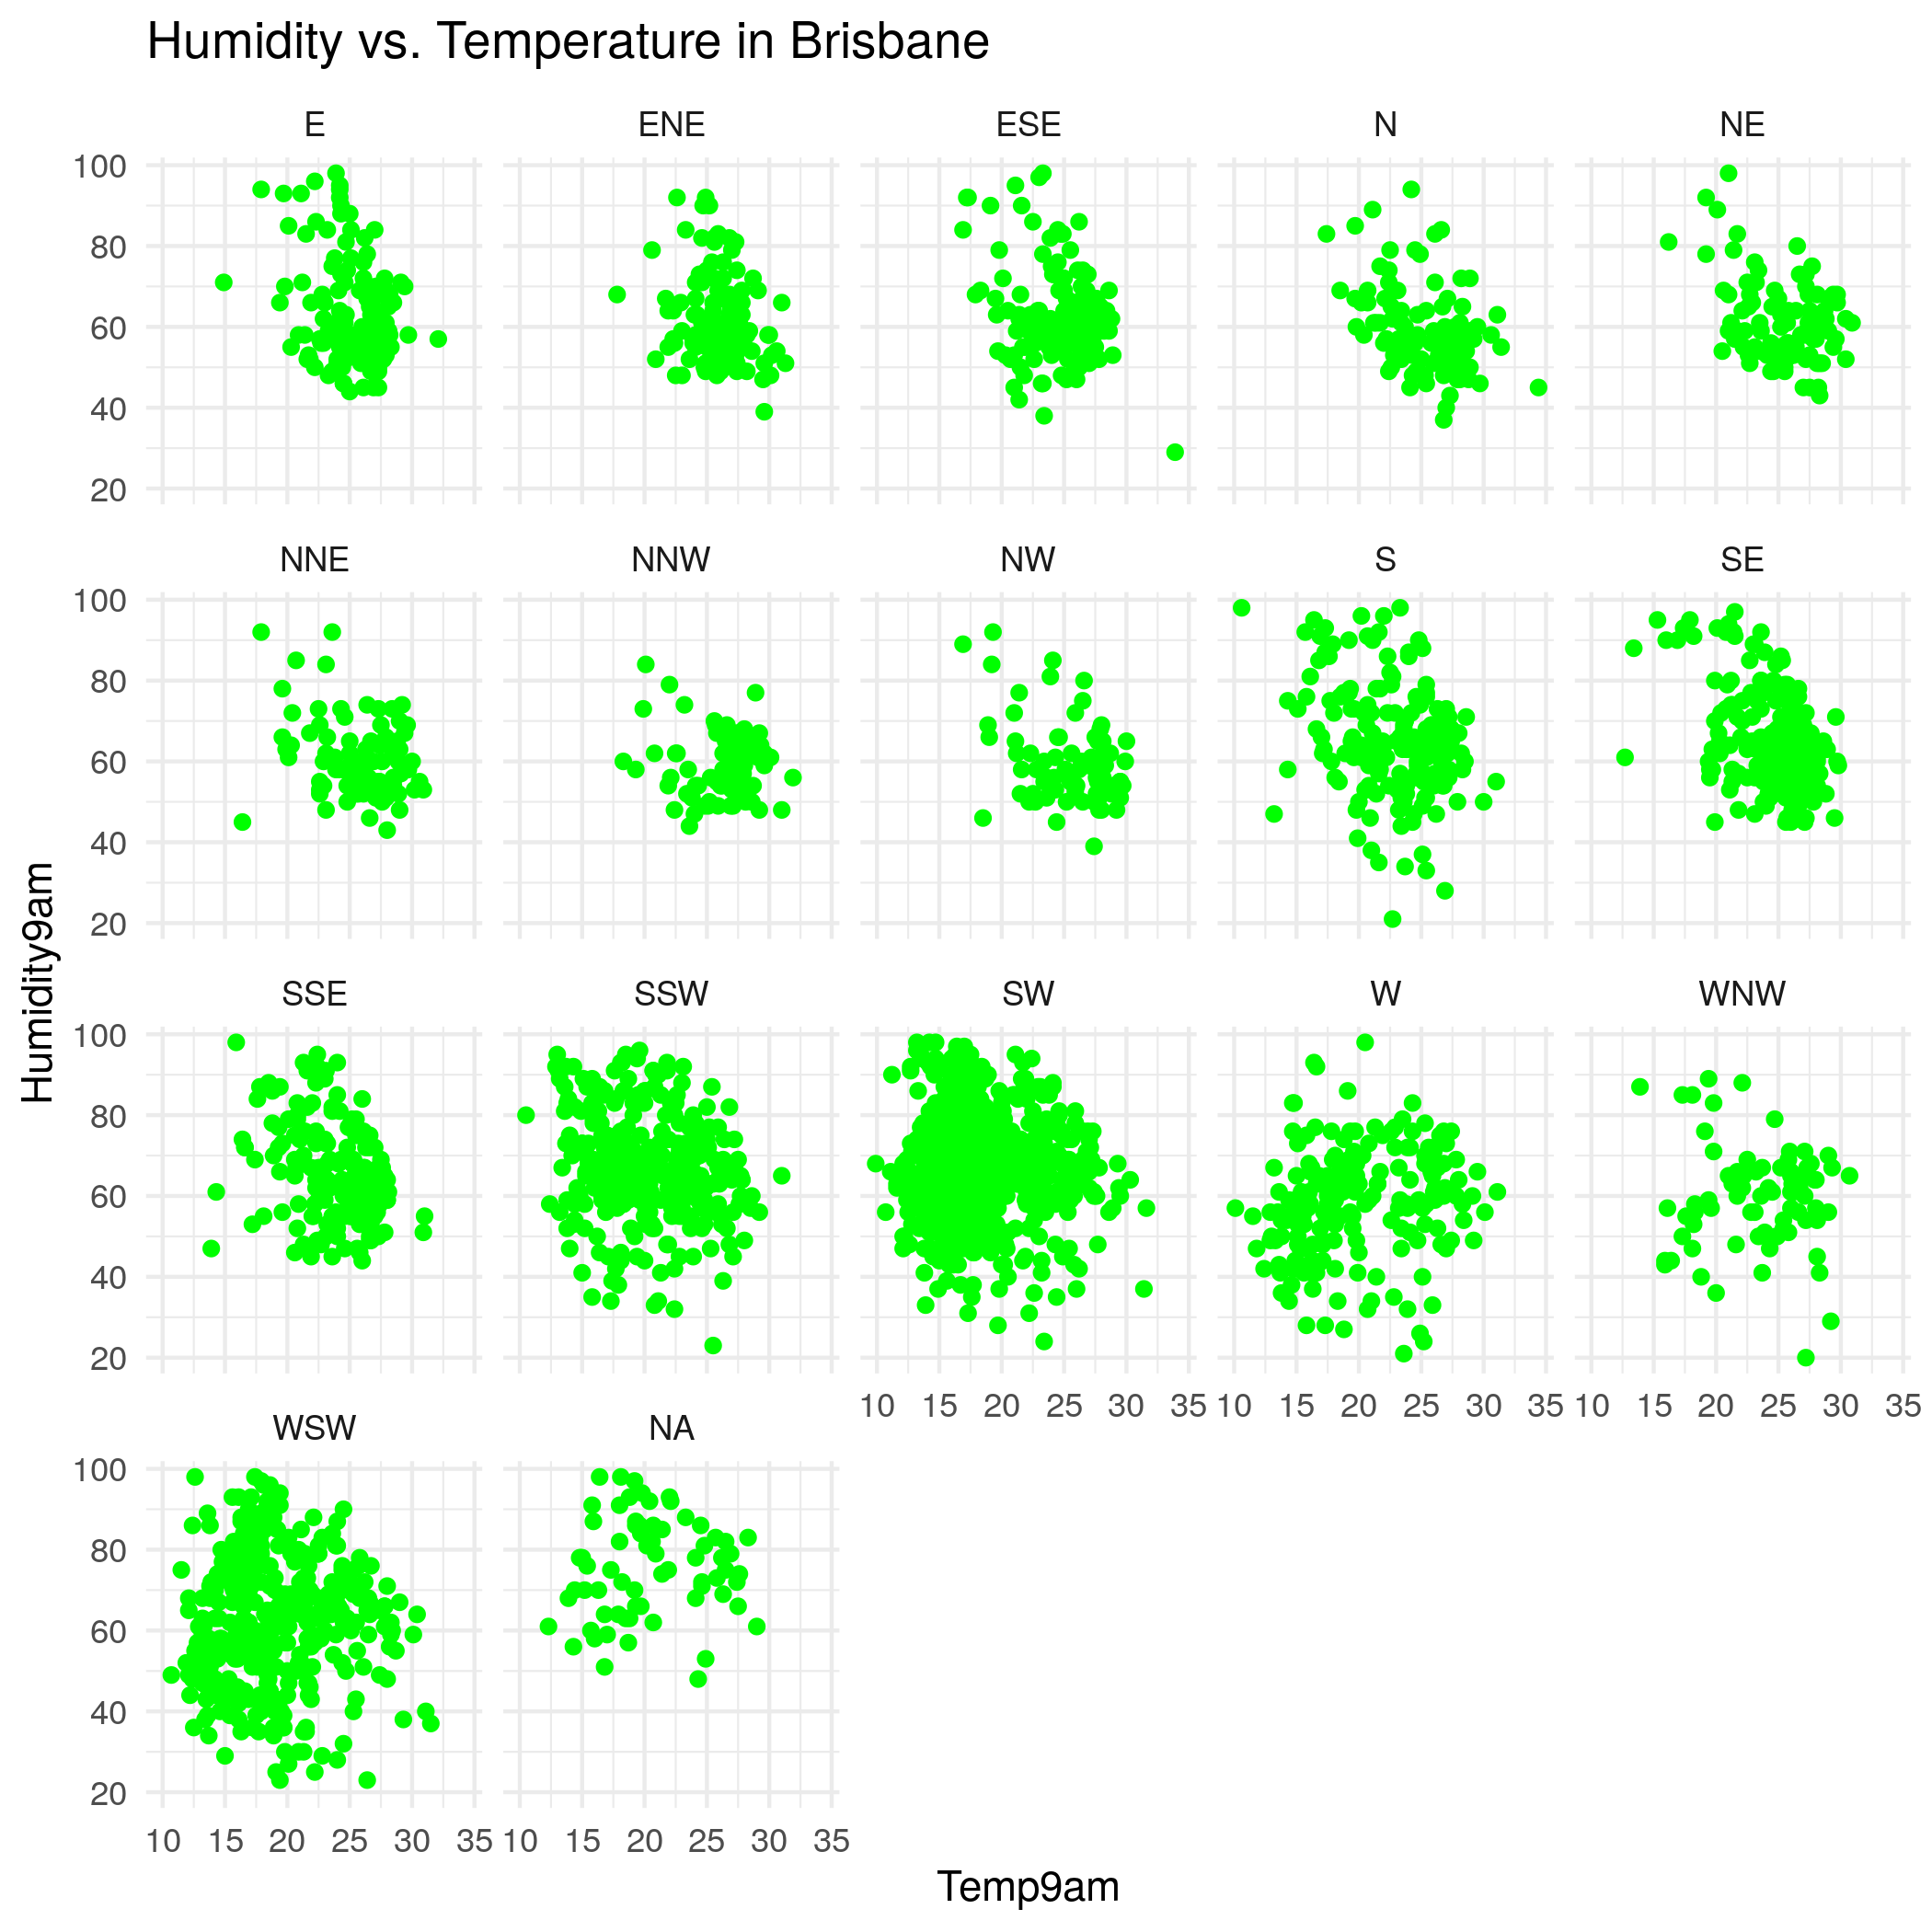 Humidity vs. Temperature in Brisbane
E ENE ESE N NE
100
80
60
40
20
NNE NNW NW S SE
100
80
60
40
20
Humidity9am
SSE SSW SW W WNW
100
80
60
40
20
10 15 20 25 30 35 10 15 20 25 30 35 10 15 20 25 30 35
WSW NA
100
80
60
40
20
10 15 20 25 30 35 10 15 20 25 30 35
Temp9am